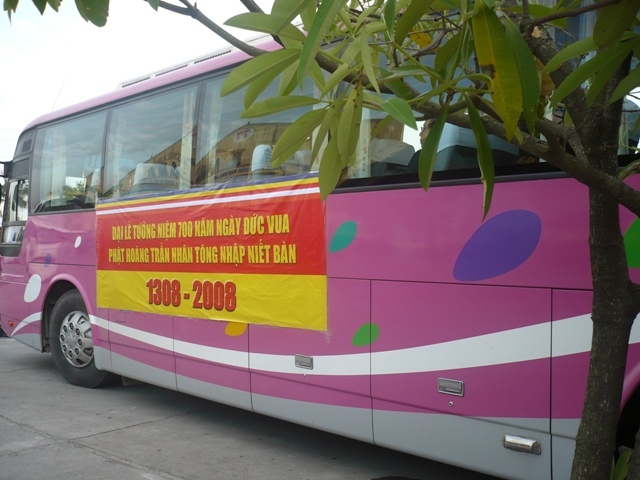 ĐẠI LỄ TƯỞNG NIỆM 700 NĂM NGÀY ĐỨC VUA
PHẬT HOÀNG TRẦN NHÂN TÔNG NHẬP NIẾT BÀN
1308 - 2008